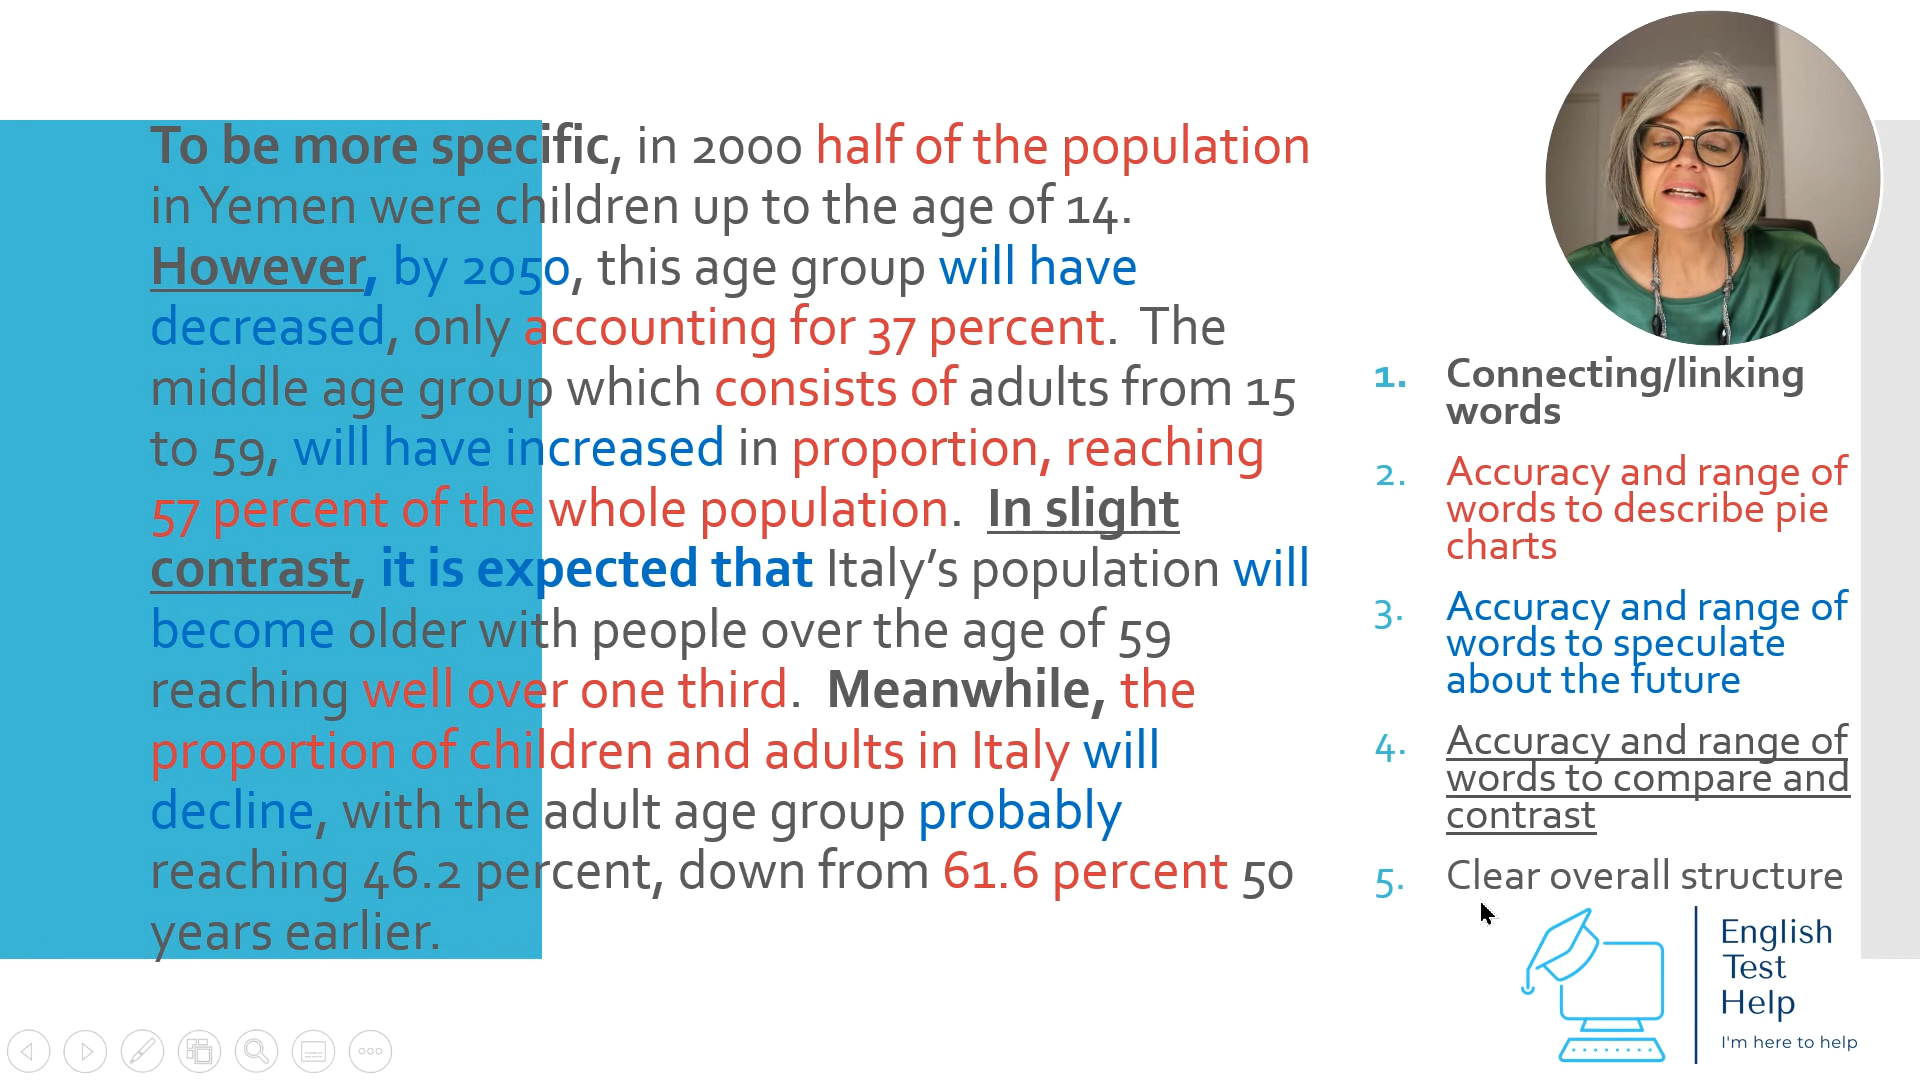 To be more specific, in 2000 half of the population
in Yemen were children up to the age of 14.
However, by 2050, this age group will have
decreased, only accounting for 37 percent.  The
middle age group which consists of adults from 15
to 59, will have increased in proportion, reaching
57 percent of the whole population.  In slight
contrast, it is expected that Italy’s population will
become older with people over the age of 59
reaching well over one third.  Meanwhile, the
proportion of children and adults in Italy will
decline, with the adult age group probably
reaching 46.2 percent, down from 61.6 percent 50
years earlier.
1. Connecting/linking
words
2. Accuracy and range of
words to describe pie
charts
3. Accuracy and range of
words to speculate
about the future
4. Accuracy and range of
words to compare and
contrast
5. Clear overall structure
English
Test
Help
I'm here to help